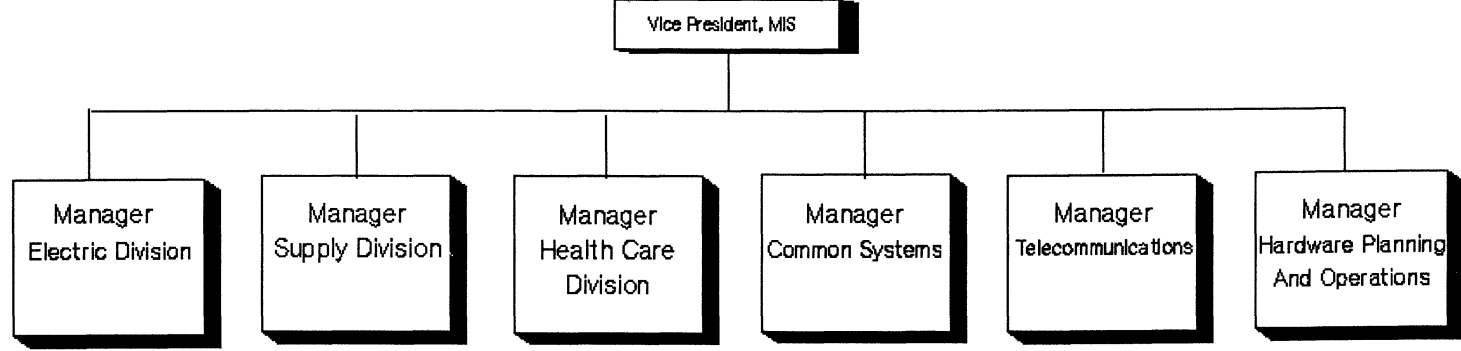 Vice President, MIS
Manager
Electric Division
Manager
Supply Division
Manager
Health Care
Division
Manager
Common Systems
Manager
Telecommunications
Manager
Hardware Planning
And Operations